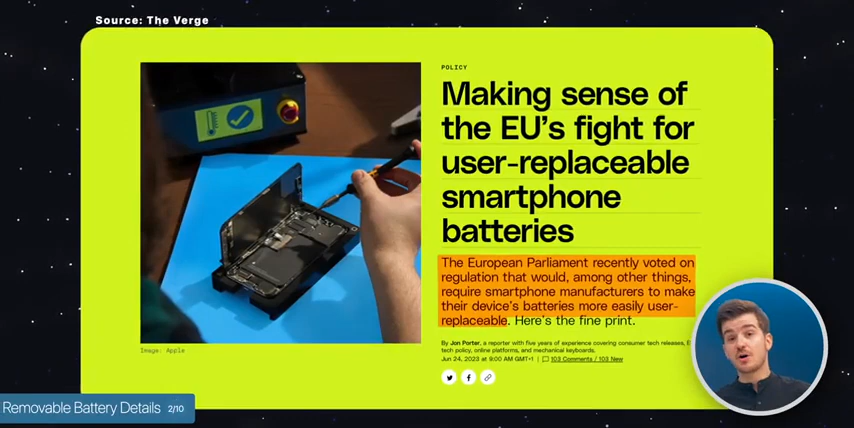 Source: The Verge
POLICY
Making sense of
the EU’s fight for
user-replaceable
smartphone
batteries
The European Parliament recently voted on
regulation that would, among other things,
require smartphone manufacturers to make
their device’s batteries more easily user-
replaceable. Here’s the fine print.
By Jon Porter, a reporter with five years of experience covering consumer tech releases, E
tech policy, online platforms, and mechanical keyboards.
Jun 24, 2023 at 9:00 AM GMT+1 | 103 Comments / 103 New
Image: Apple
Removable Battery Details 2/10